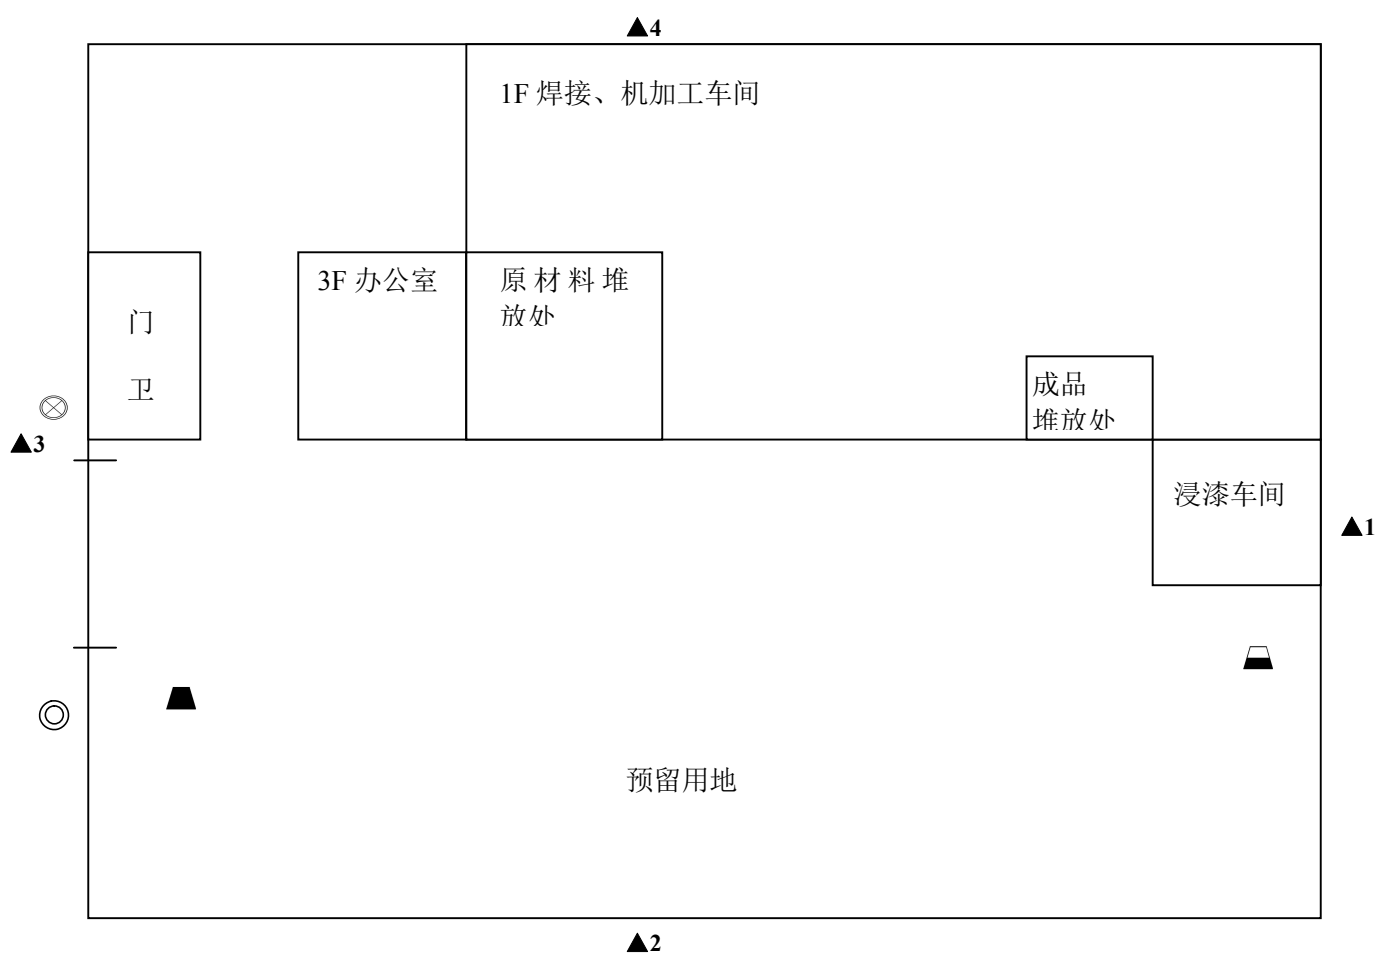 ▲4
1F 焊接、机加工车间
3F 办公室
原材料堆
放处
门
卫
成品
堆放处
▲3
浸漆车间
▲1
预留用地
▲2